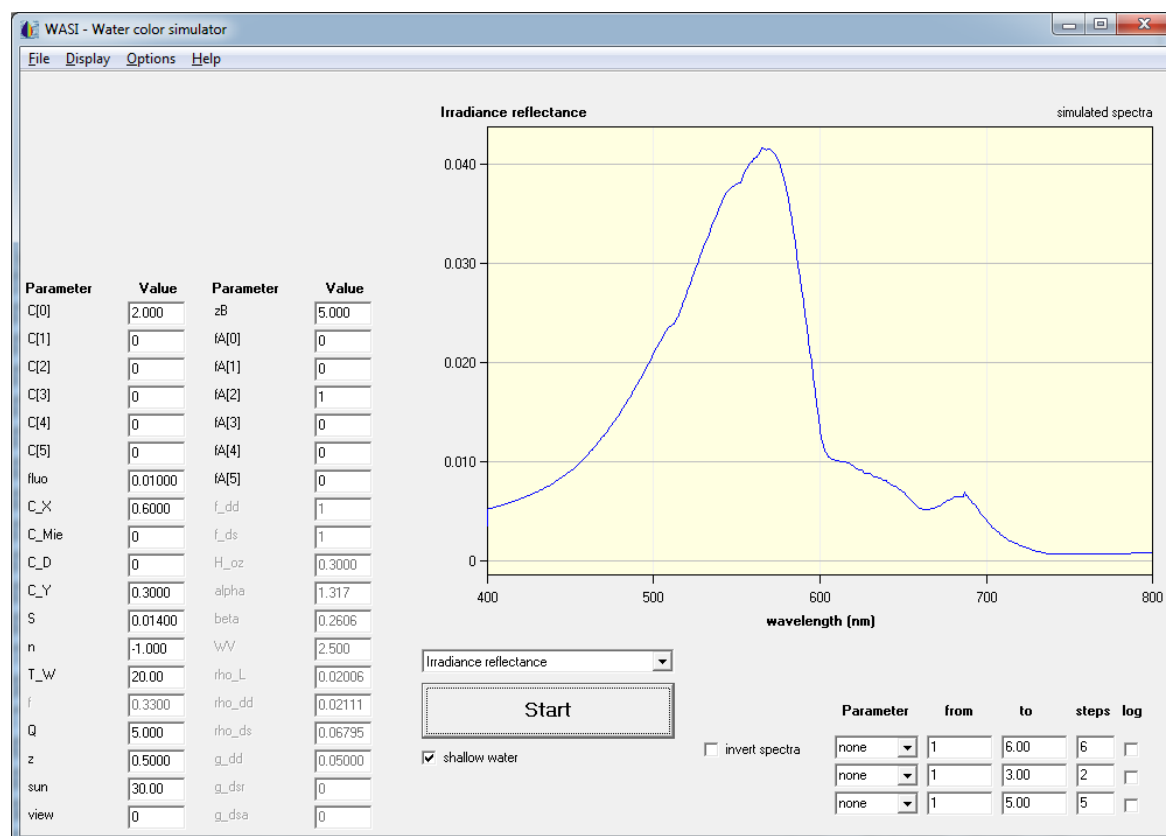 WASI - Water color simulator
File Display Options Help
Irradiance reflectance simulated spectra
0.040
0.030
0.020
0.010
0
400 500 600 700 800
wavelength (nm)
Parameter Value Parameter Value
C[0] 2.000 zB 5.000
C[1] 0 fA[0] 0
C[2] 0 fA[1] 0
C[3] 0 fA[2] 1
C[4] 0 fA[3] 0
C[5] 0 fA[4] 0
fluo 0.01000 fA[5] 0
C_X 0.6000 f_dd 1
C_Mie 0 f_ds 1
C_D 0 H_oz 0.3000
C_Y 0.3000 alpha 1.317
S 0.01400 beta 0.2606
n -1.000 WV 2.500
T_W 20.00 rho_L 0.02006
f 0.3300 rho_dd 0.02111
Q 5.000 rho_ds 0.06795
z 0.5000 g_dd 0.05000
sun 30.00 g_dsr 0
view 0 g_dsa 0
Irradiance reflectance
Start
shallow water
invert spectra
Parameter from to steps log
none 1 6.00 6
none 1 3.00 2
none 1 5.00 5